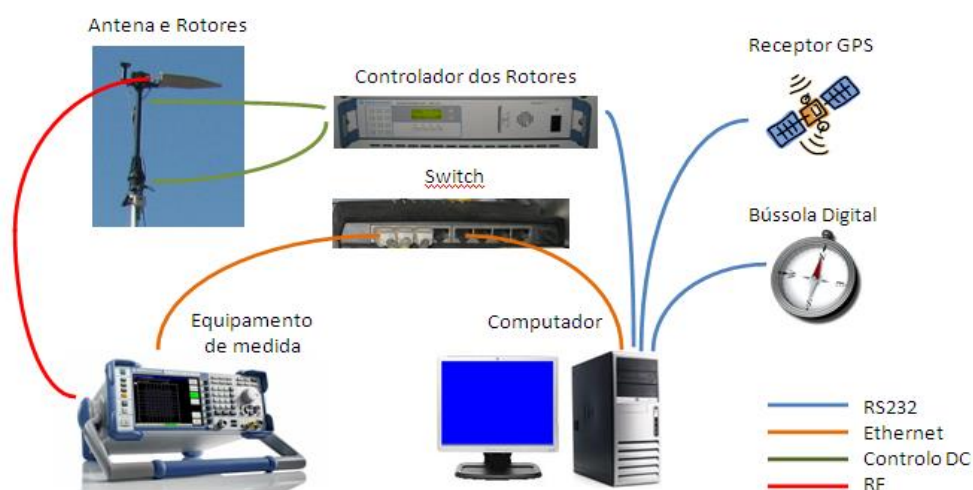 Antena e Rotores
Controlador dos Rotores
Receptor GPS
Switch
Bússola Digital
Equipamento
de medida
Computador
RS232
Ethernet
Controlo DC
RF